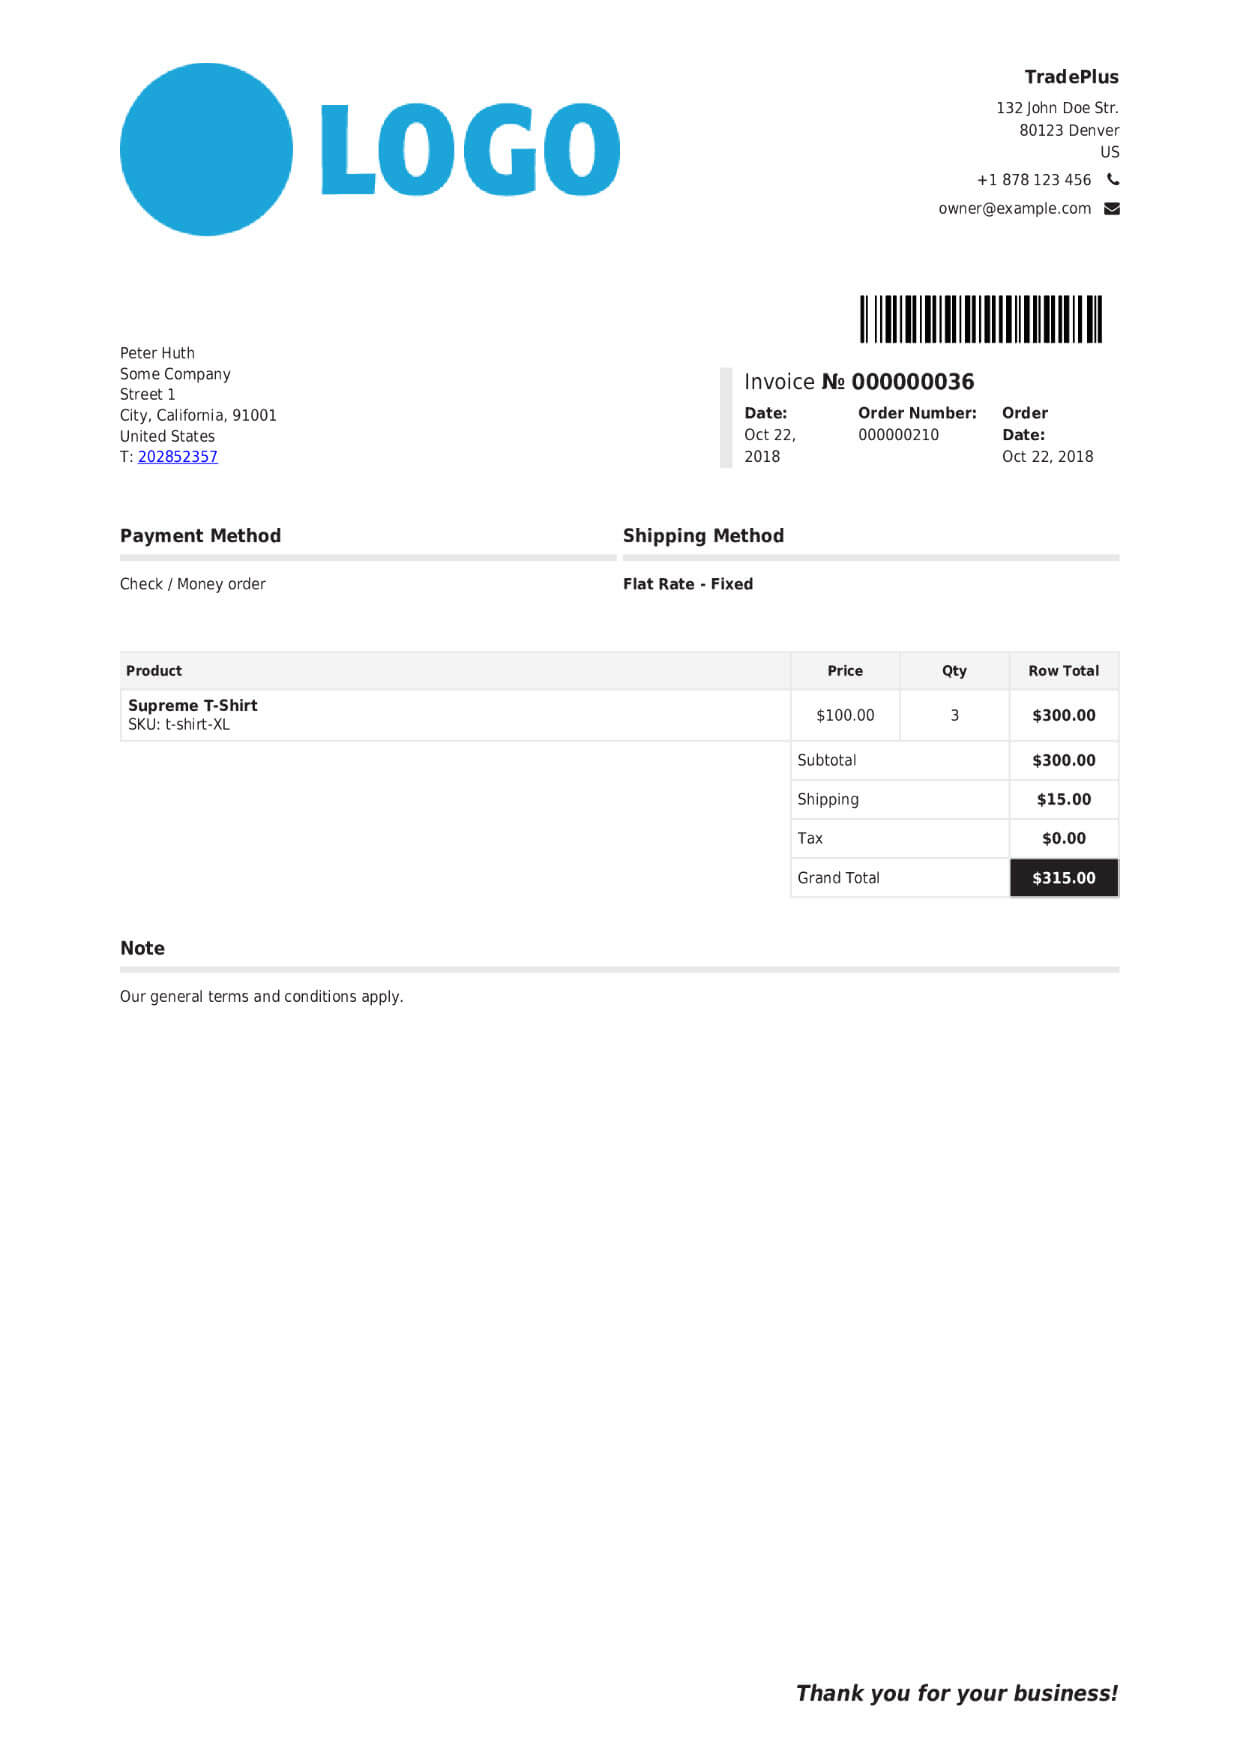 LOGO
TradePlus
132 John Doe Str.
80123 Denver
US
+1 878 123 456
owner@example.com
Peter Huth
Some Company
Street 1
City, California, 91001
United States
T: 202852357
Invoice № 000000036
Date: Order Number: Order
Oct 22, 000000210 Date:
2018 Oct 22, 2018
Payment Method Shipping Method
Check / Money order Flat Rate - Fixed
Product Price Qty Row Total
Supreme T-Shirt
SKU: t-shirt-XL
$100.00 3 $300.00
Subtotal $300.00
Shipping $15.00
Tax $0.00
Grand Total $315.00
Note
Our general terms and conditions apply.
Thank you for your business!